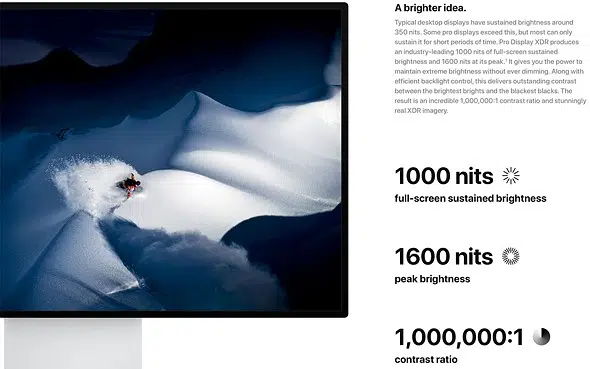 A brighter idea.
Typical desktop displays have sustained brightness around
350 nits. Some pro displays exceed this, but most can only
sustain it for short periods of time. Pro Display XDR produces
an industry-leading 1000 nits of full-screen sustained
brightness and 1600 nits at its peak.¹ It gives you the power to
maintain extreme brightness without ever dimming. Along with
efficient backlight control, this delivers outstanding contrast
between the brightest brights and the blackest blacks. The
result is an incredible 1,000,000:1 contrast ratio and stunningly
real XDR imagery.
1000 nits
full-screen sustained brightness
1600 nits
peak brightness
1,000,000:1
contrast ratio